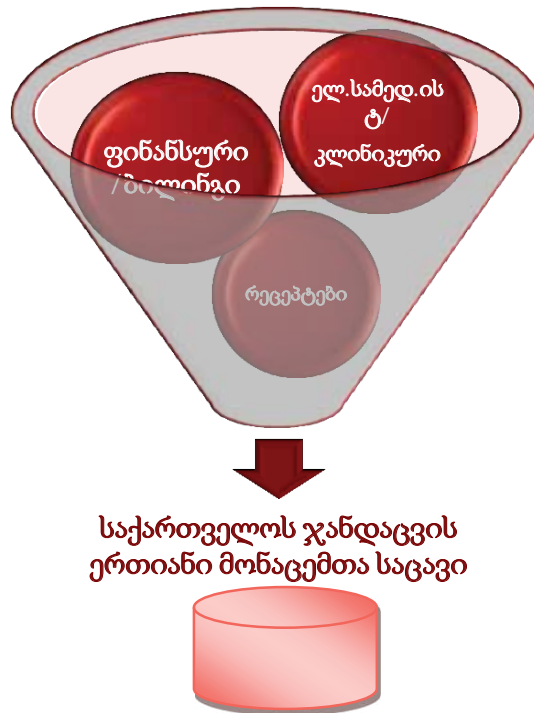 ელ.სამედ.ის
ტ/
კლინიკური
ფინანსური
/ბილინგი
რეცეპტები
საქართველოს ჯანდაცვის
ერთიანი მონაცემთა საცავი